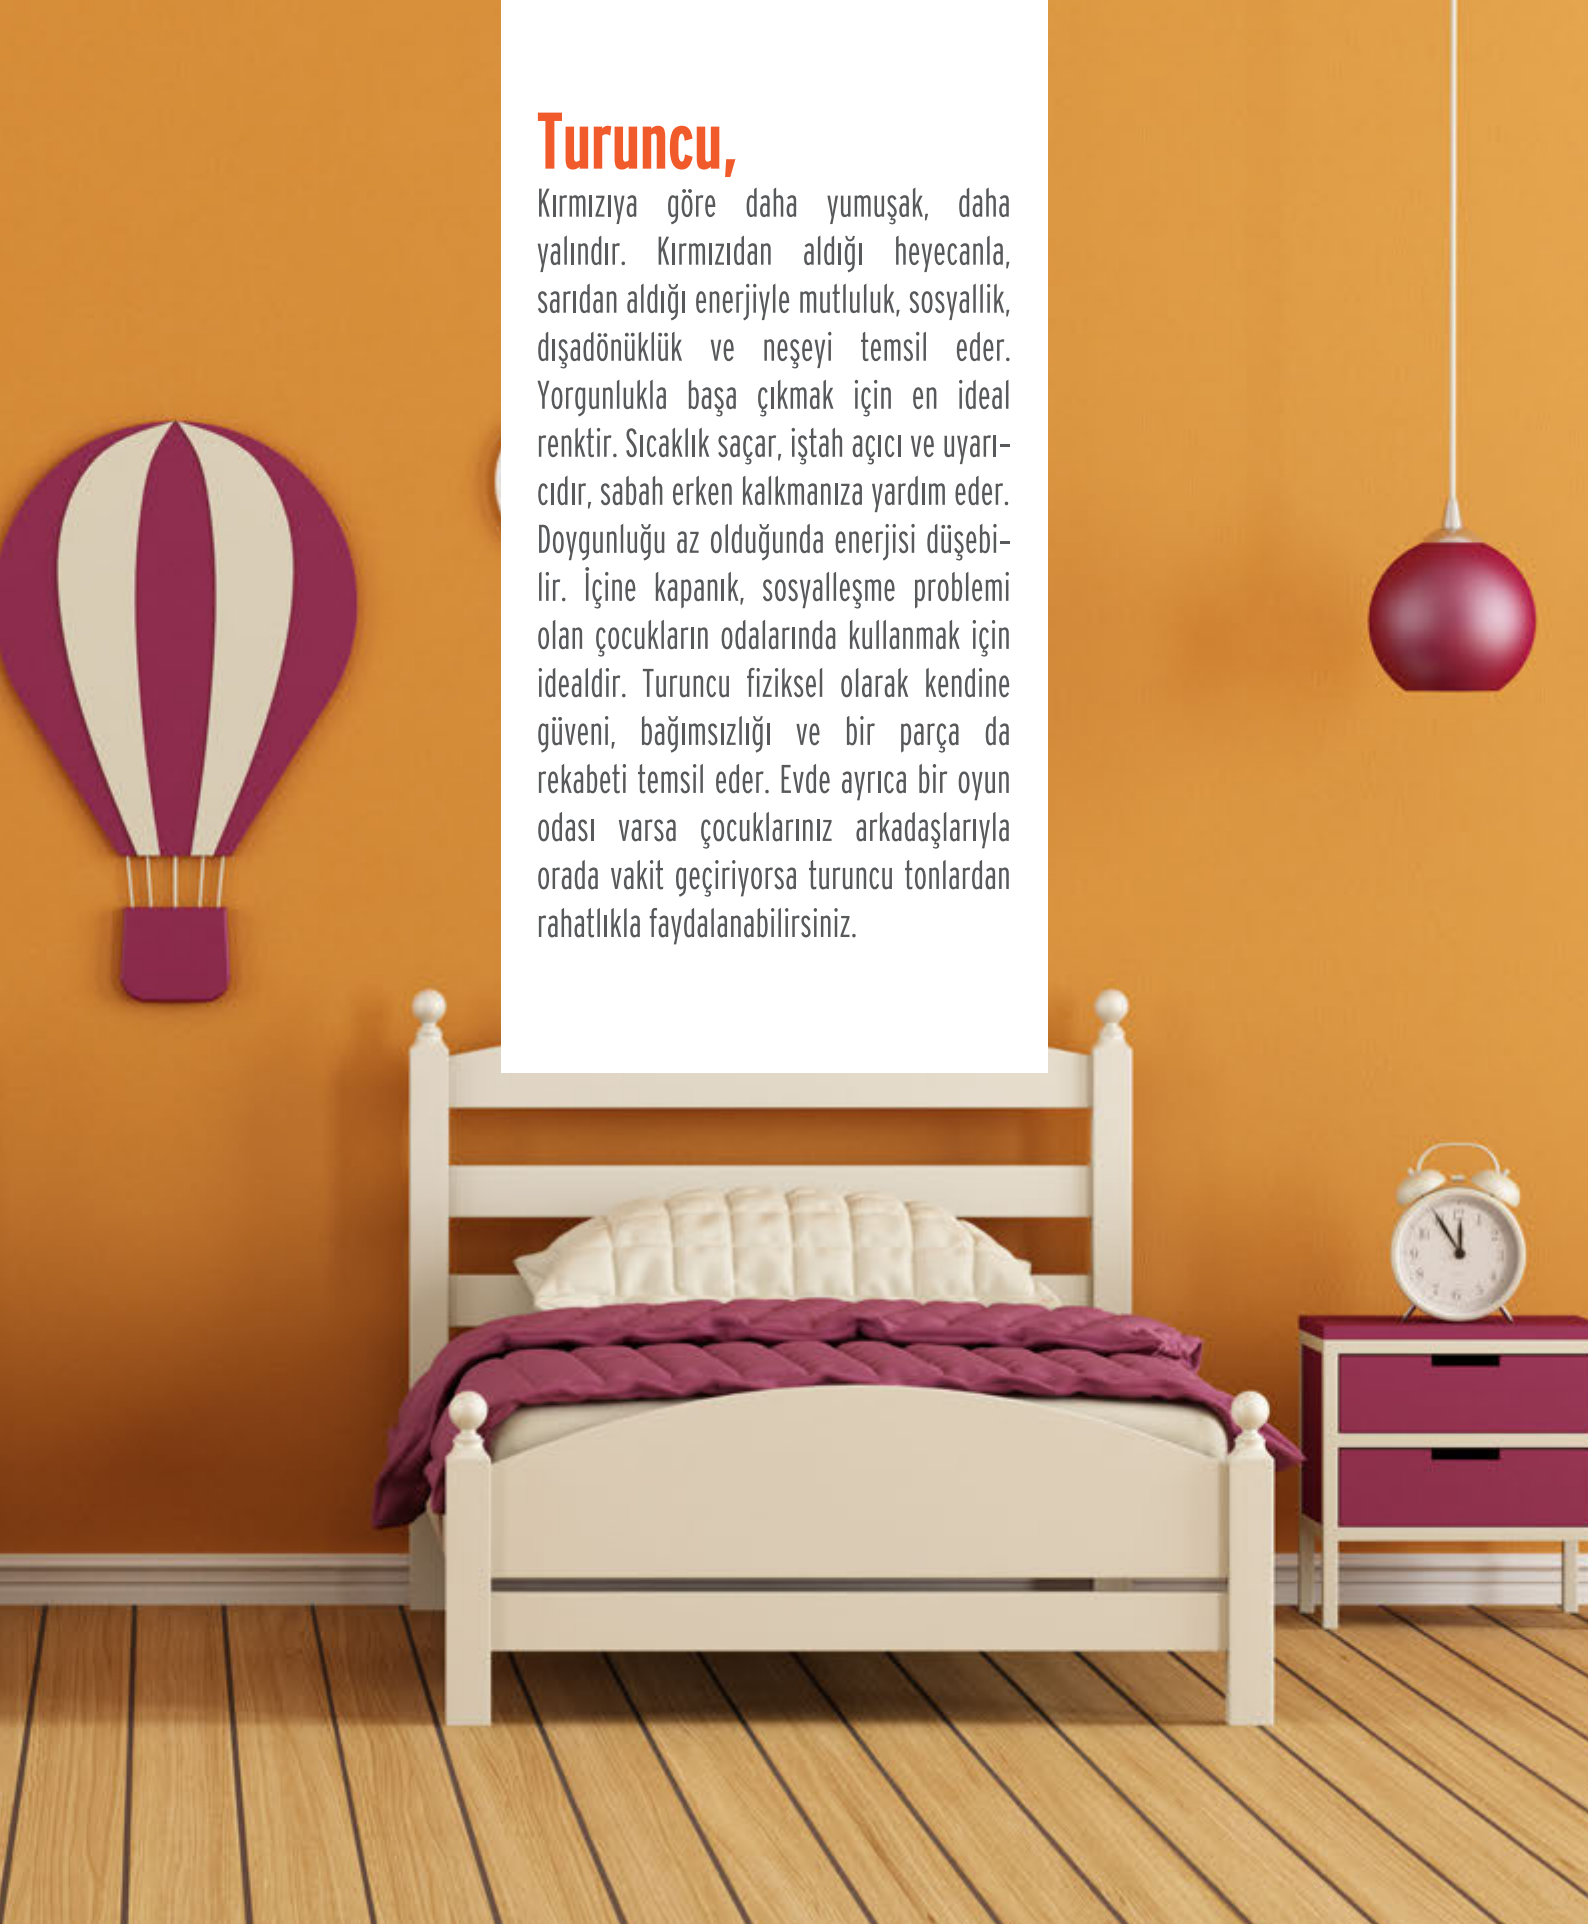 Turuncu,
Kırmızıya göre daha yumuşak, daha
yalındır. Kırmızıdan aldığı heyecanla,
sarıdan aldığı enerjiyle mutluluk, sosyallik,
dışadönüklük ve neşeyi temsil eder.
Yorgunlukla başa çıkmak için en ideal
renktir. Sıcaklık saçar, iştah açıcı ve uyarı-
cıdır, sabah erken kalkmanıza yardım eder.
Doygunluğu az olduğunda enerjisi düşebi-
lir. İçine kapanık, sosyalleşme problemi
olan çocukların odalarında kullanmak için
idealdir. Turuncu fiziksel olarak kendine
güveni, bağımsızlığı ve bir parça da
rekabeti temsil eder. Evde ayrıca bir oyun
odası varsa çocuklarınız arkadaşlarıyla
orada vakit geçiriyorsa turuncu tonlardan
rahatlıkla faydalanabilirsiniz.